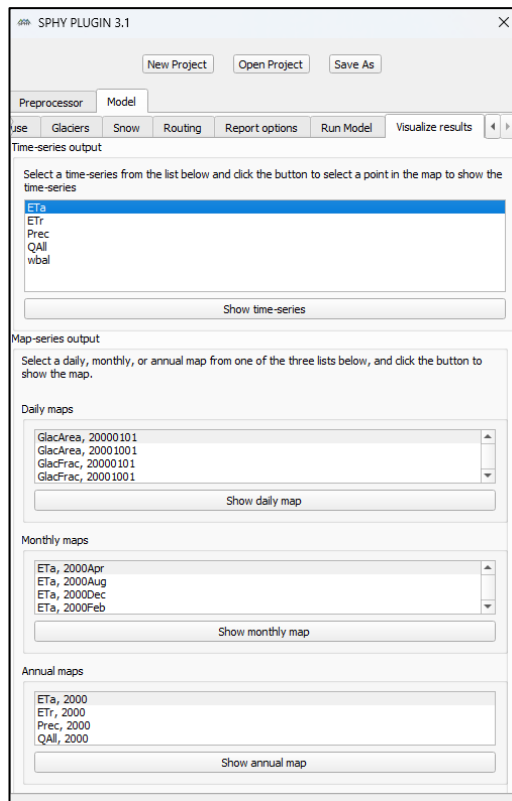 SPHY PLUGIN 3.1
New Project Open Project Save As
Preprocessor Model
use Glaciers Snow Routing Report options Run Model Visualize results
Time-series output
Select a time-series from the list below and click the button to select a point in the map to show the
time-series
ETa
ETr
Prec
QAll
wbal
Show time-series
Map-series output
Select a daily, monthly, or annual map from one of the three lists below, and click the button to
show the map.
Daily maps
GlacArea, 20000101
GlacArea, 20001001
GlacFrac, 20000101
GlacFrac, 20001001
Show daily map
Monthly maps
ETa, 2000Apr
ETa, 2000Aug
ETa, 2000Dec
ETa, 2000Feb
Show monthly map
Annual maps
ETa, 2000
ETr, 2000
Prec, 2000
QAll, 2000
Show annual map